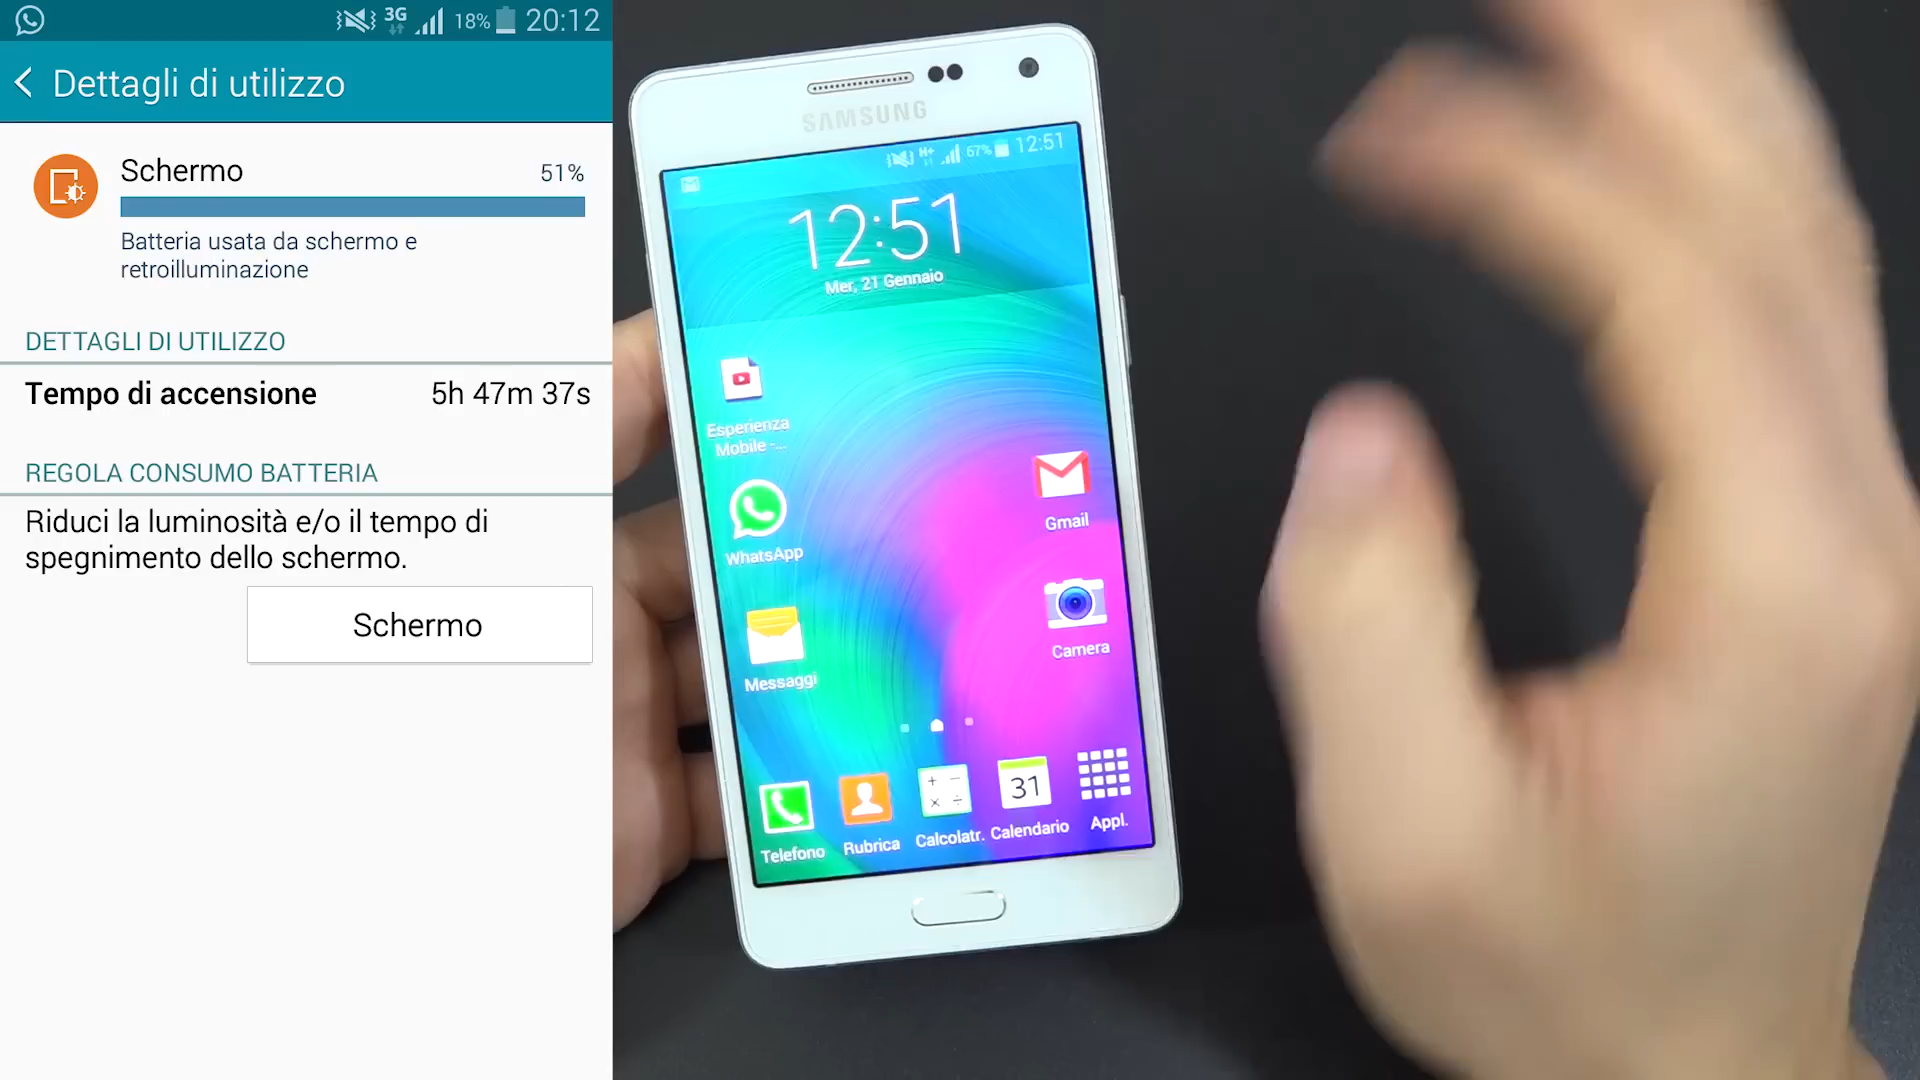 3G 18% 20:12
Dettagli di utilizzo
Schermo 51%
Batteria usata da schermo e
retroilluminazione
DETTAGLI DI UTILIZZO
Tempo di accensione 5h 47m 37s
REGOLA CONSUMO BATTERIA
Riduci la luminosità e/o il tempo di
spegnimento dello schermo.
Schermo
SAMSUNG
H+ 67% 12:51
12:51
Mer, 21 Gennaio
Esperienza
Mobile -...
WhatsApp
Gmail
Messaggi
Camera
31
Telefono Rubrica Calcolatr. Calendario Appl.